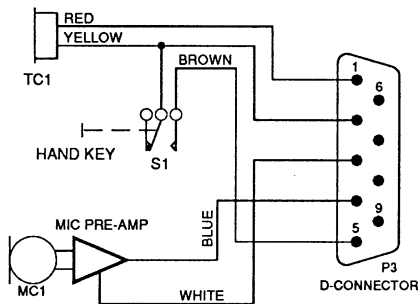 RED
YELLOW
TC1
BROWN
HAND KEY
S1
1
6
9
5
P3
D-CONNECTOR
MIC PRE-AMP
BLUE
MC1
WHITE